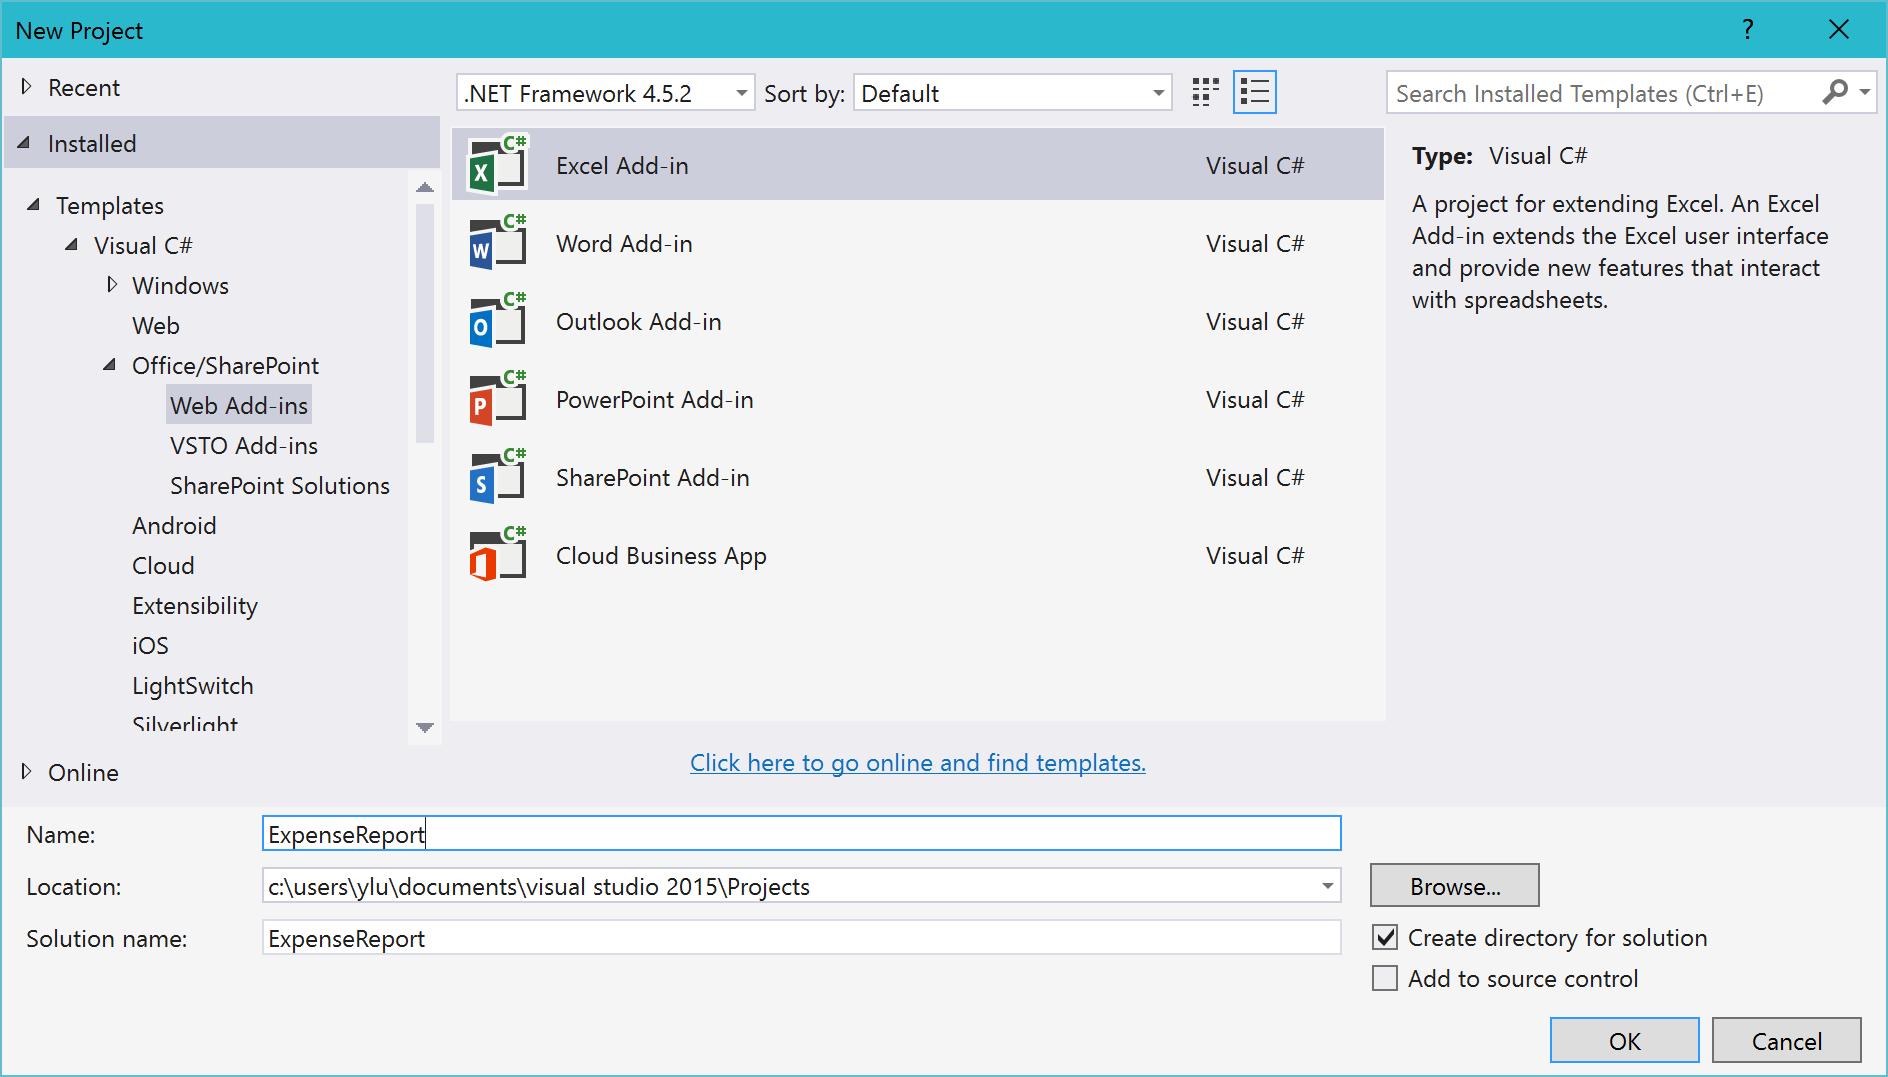 New Project
?
Recent
Installed
Templates
Visual C#
Windows
Web
Office/SharePoint
Web Add-ins
VSTO Add-ins
SharePoint Solutions
Android
Cloud
Extensibility
iOS
LightSwitch
Silverlight
Online
.NET Framework 4.5.2
Sort by: Default
C# X Excel Add-in Visual C#
C# W Word Add-in Visual C#
C# O Outlook Add-in Visual C#
C# P PowerPoint Add-in Visual C#
C# S SharePoint Add-in Visual C#
C# Cloud Business App Visual C#
Click here to go online and find templates.
Search Installed Templates (Ctrl+E)
Type: Visual C#
A project for extending Excel. An Excel
Add-in extends the Excel user interface
and provide new features that interact
with spreadsheets.
Name: ExpenseReport
Location: c:\users\ylu\documents\visual studio 2015\Projects
Browse...
Solution name: ExpenseReport
Create directory for solution
Add to source control
OK
Cancel